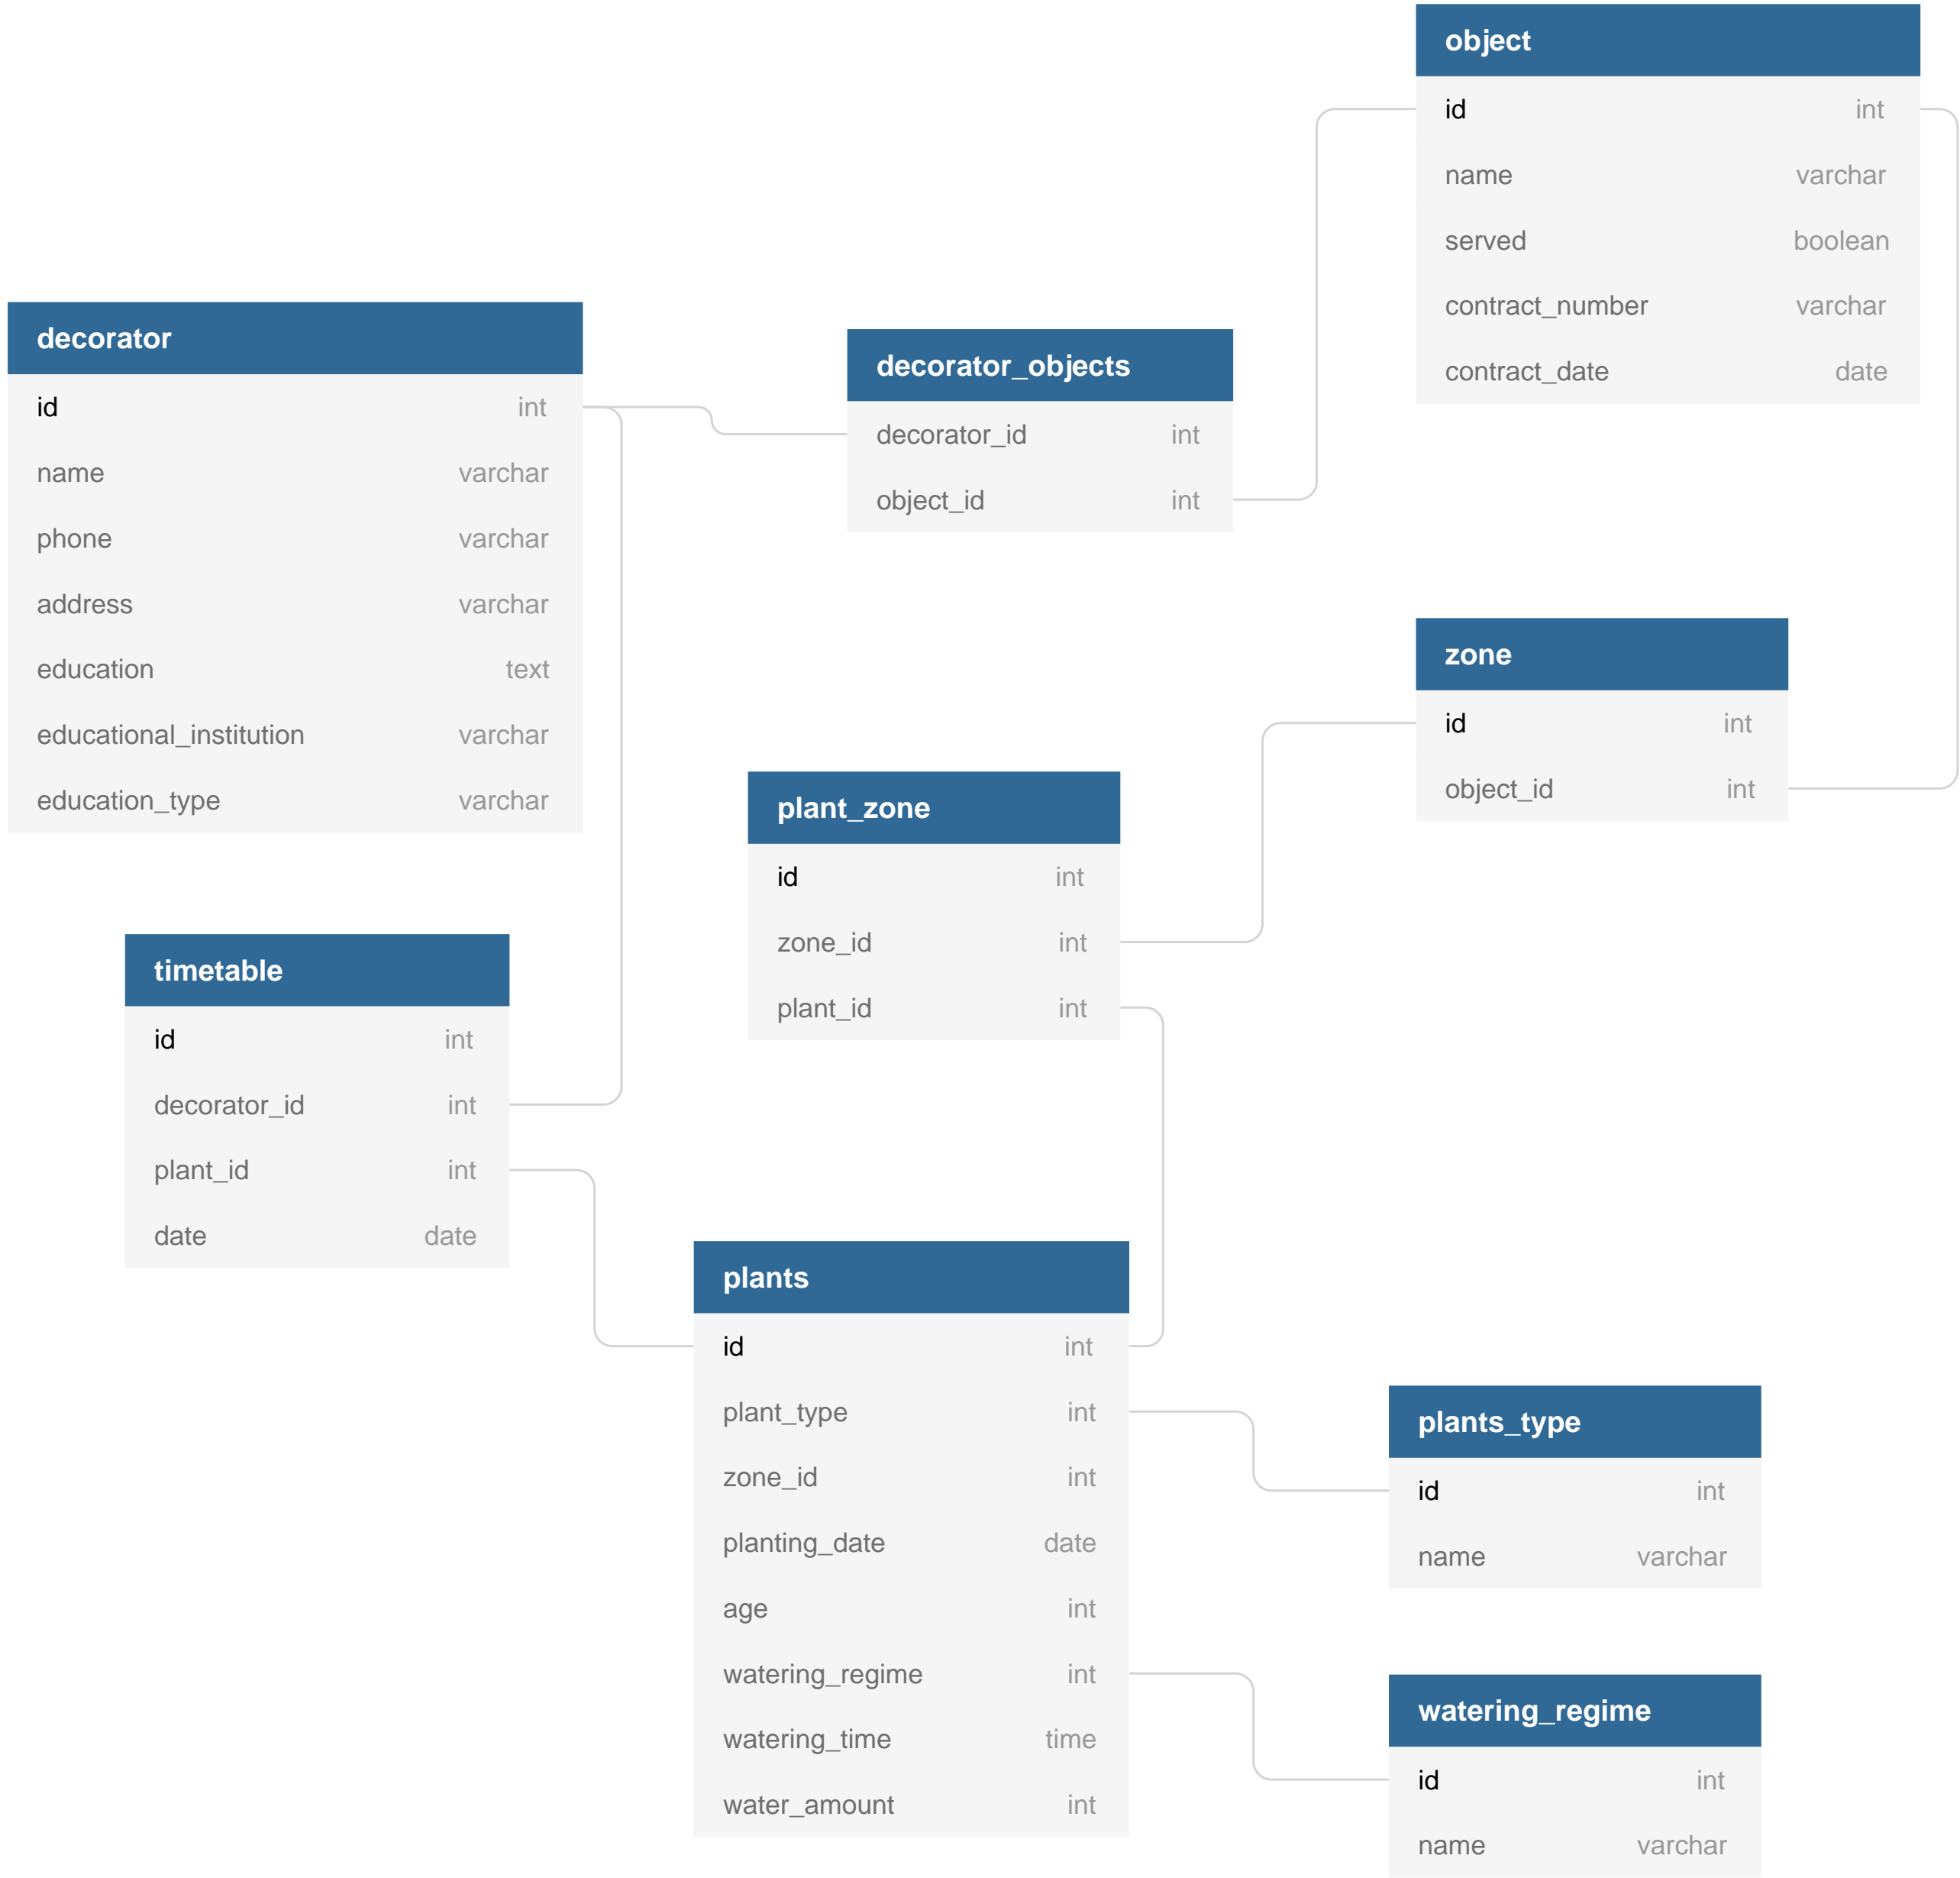 object
id int
name varchar
served boolean
contract_number varchar
contract_date date
decorator
id int
name varchar
phone varchar
address varchar
education text
educational_institution varchar
education_type varchar
decorator_objects
decorator_id int
object_id int
zone
id int
object_id int
plant_zone
id int
zone_id int
plant_id int
timetable
id int
decorator_id int
plant_id int
date date
plants
id int
plant_type int
zone_id int
planting_date date
age int
watering_regime int
watering_time time
water_amount int
plants_type
id int
name varchar
watering_regime
id int
name varchar